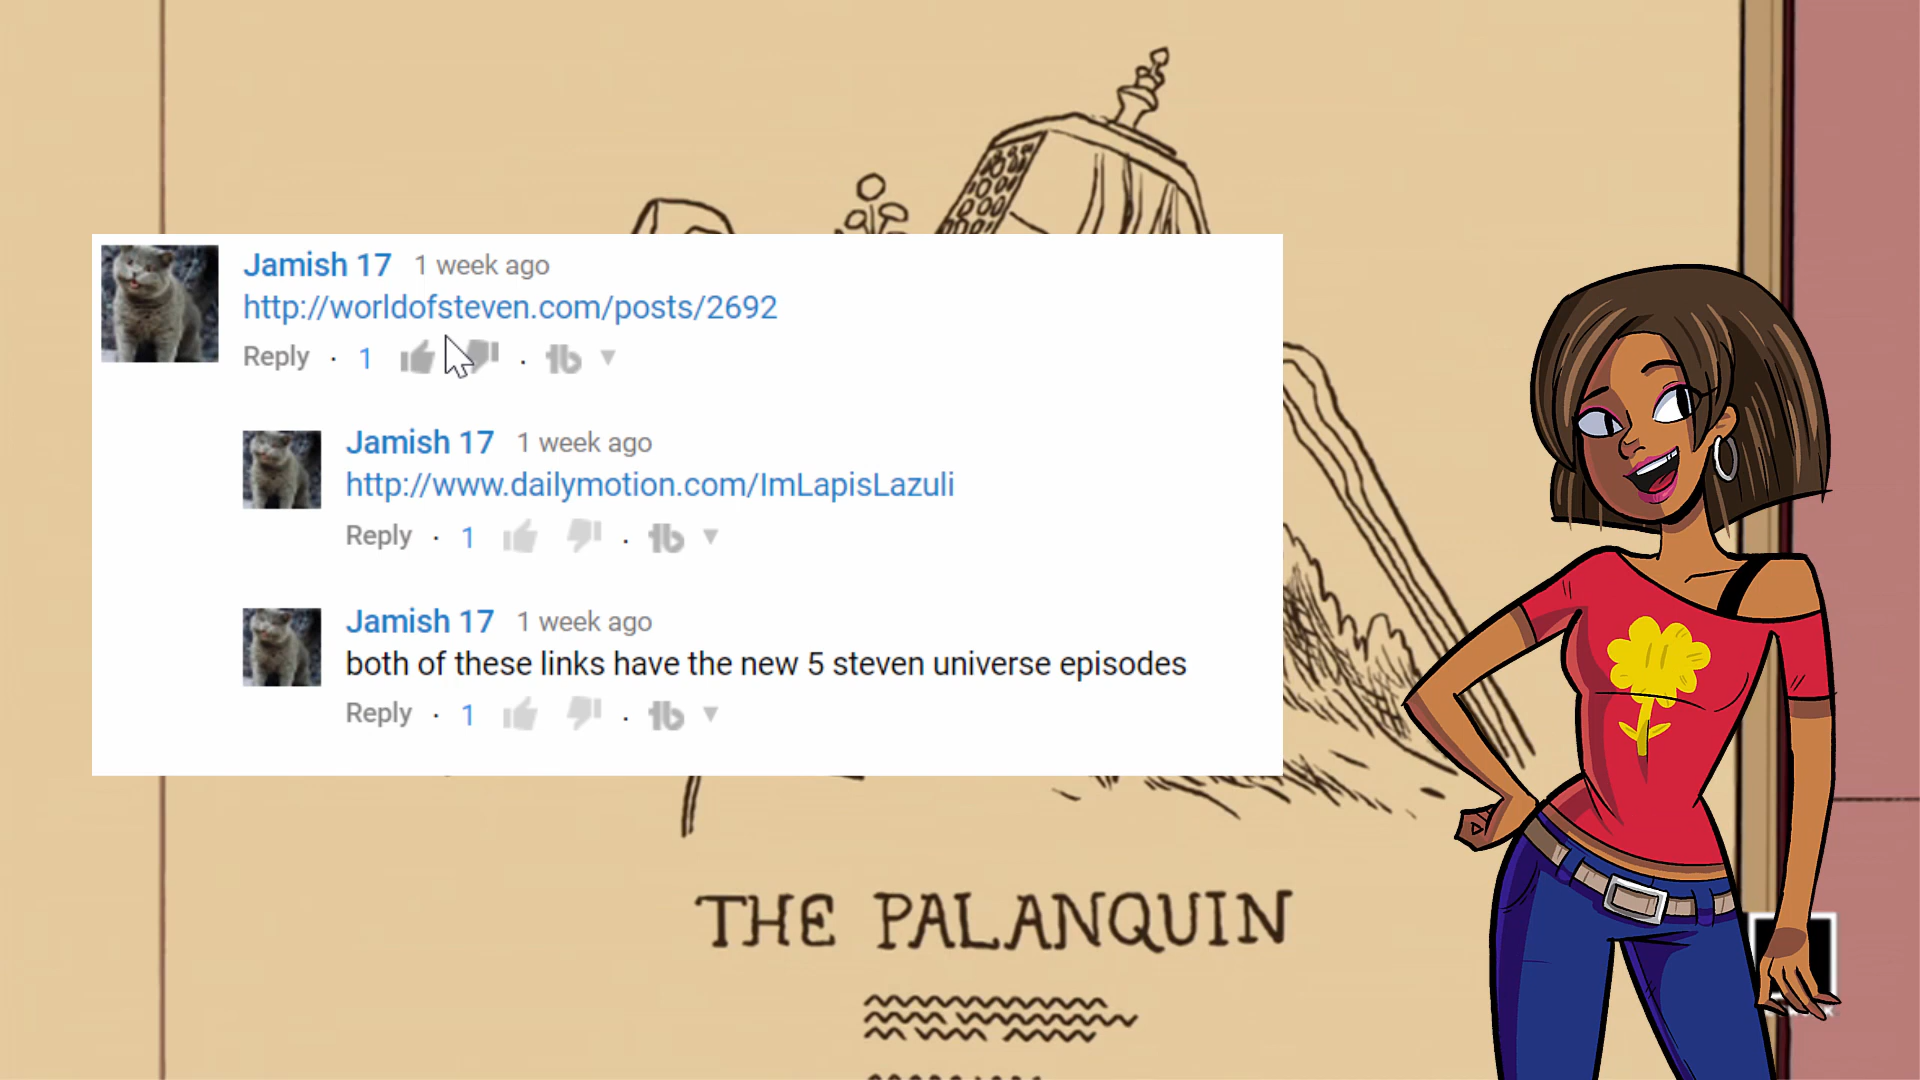 Jamish 17 1 week ago
http://worldofsteven.com/posts/2692
Reply · 1 ·
Jamish 17 1 week ago
http://www.dailymotion.com/ImLapisLazuli
Reply · 1 ·
Jamish 17 1 week ago
both of these links have the new 5 steven universe episodes
Reply · 1 ·
THE PALANQUIN